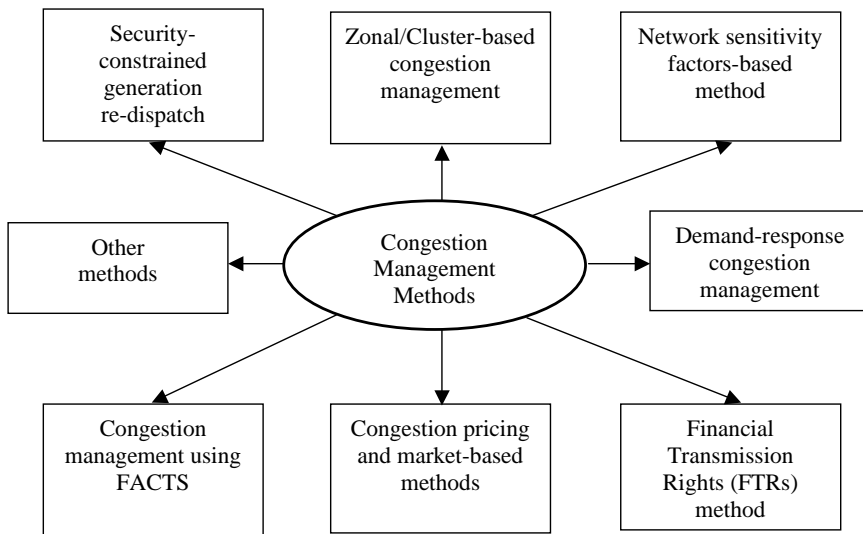 Security-
constrained
generation
re-dispatch
Zonal/Cluster-based
congestion
management
Network sensitivity
factors-based
method
Other
methods
Congestion
Management
Methods
Demand-response
congestion
management
Congestion
management using
FACTS
Congestion pricing
and market-based
methods
Financial
Transmission
Rights (FTRs)
method